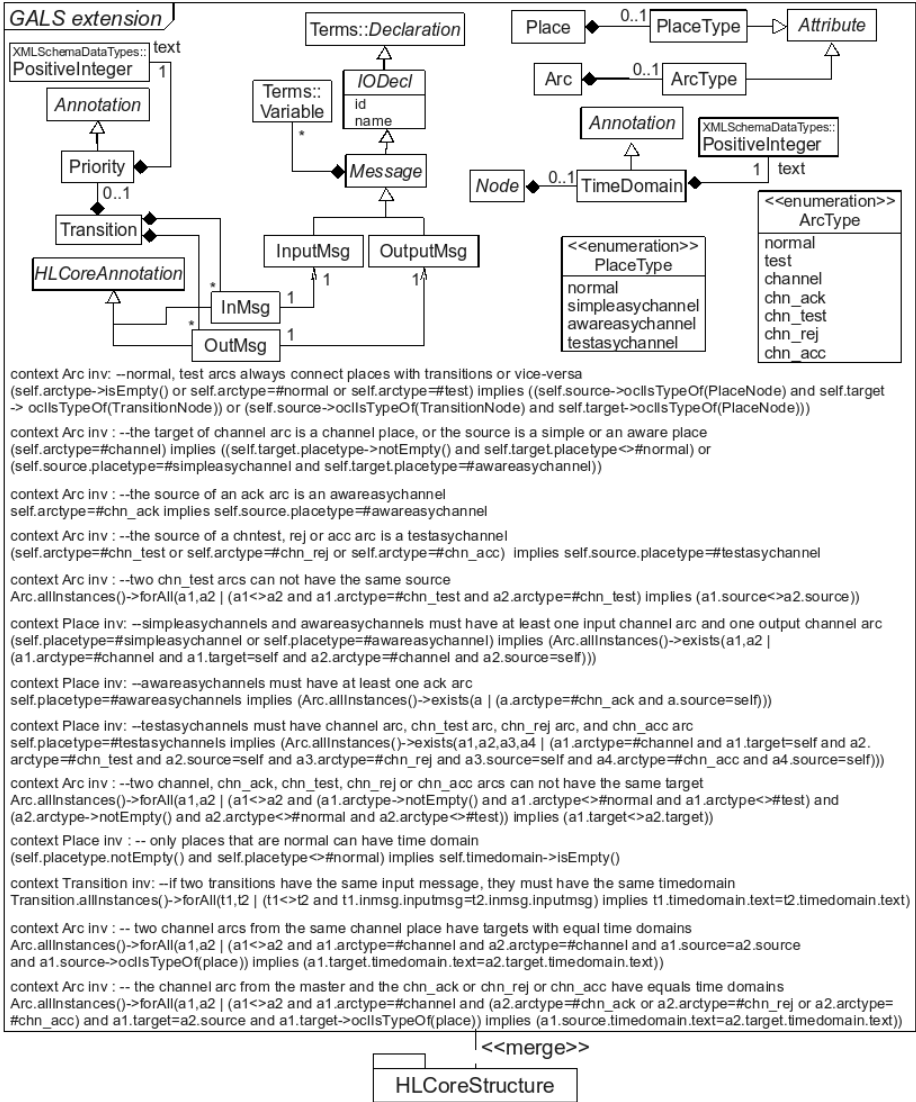 GALS extension
XMLSchemaDataTypes::
PositiveInteger
text
1
Annotation
Priority
0..1
Transition
HLCoreAnnotation
*
InMsg
1
*
OutMsg
1
Terms::Declaration
Terms::
Variable
*
IODecl
id
name
Message
InputMsg
OutputMsg
1
1
Place
0..1
PlaceType
Attribute
Arc
0..1
ArcType
Annotation
XMLSchemaDataTypes::
PositiveInteger
Node
0..1
TimeDomain
1
text
<<enumeration>>
PlaceType
normal
simpleasychannel
awareasychannel
testasychannel
<<enumeration>>
ArcType
normal
test
channel
chn_ack
chn_test
chn_rej
chn_acc
context Arc inv: --normal, test arcs always connect places with transitions or vice-versa
(self.arctype->isEmpty() or self.arctype=#normal or self.arctype=#test) implies ((self.source->oclIsTypeOf(PlaceNode) and self.target
-> oclIsTypeOf(TransitionNode)) or (self.source->oclIsTypeOf(TransitionNode) and self.target->oclIsTypeOf(PlaceNode)))
context Arc inv : --the target of channel arc is a channel place, or the source is a simple or an aware place
(self.arctype=#channel) implies ((self.target.placetype->notEmpty() and self.target.placetype<>#normal) or
(self.source.placetype=#simpleasychannel and self.target.placetype=#awareasychannel))
context Arc inv : --the source of an ack arc is an awareasychannel
self.arctype=#chn_ack implies self.source.placetype=#awareasychannel
context Arc inv : --the source of a chntest, rej or acc arc is a testasychannel
(self.arctype=#chn_test or self.arctype=#chn_rej or self.arctype=#chn_acc)  implies self.source.placetype=#testasychannel
context Arc inv : --two chn_test arcs can not have the same source
Arc.allInstances()->forAll(a1,a2 | (a1<>a2 and a1.arctype=#chn_test and a2.arctype=#chn_test) implies (a1.source<>a2.source))
context Place inv: --simpleasychannels and awareasychannels must have at least one input channel arc and one output channel arc
(self.placetype=#simpleasychannel or self.placetype=#awareasychannel) implies (Arc.allInstances()->exists(a1,a2 |
(a1.arctype=#channel and a1.target=self and a2.arctype=#channel and a2.source=self)))
context Place inv: --awareasychannels must have at least one ack arc
self.placetype=#awareasychannels implies (Arc.allInstances()->exists(a | (a.arctype=#chn_ack and a.source=self)))
context Place inv: --testasychannels must have channel arc, chn_test arc, chn_rej arc, and chn_acc arc
self.placetype=#testasychannels implies (Arc.allInstances()->exists(a1,a2,a3,a4 | (a1.arctype=#channel and a1.target=self and a2.
arctype=#chn_test and a2.source=self and a3.arctype=#chn_rej and a3.source=self and a4.arctype=#chn_acc and a4.source=self)))
context Arc inv : --two channel, chn_ack, chn_test, chn_rej or chn_acc arcs can not have the same target
Arc.allInstances()->forAll(a1,a2 | (a1<>a2 and (a1.arctype->notEmpty() and a1.arctype<>#normal and a1.arctype<>#test) and
(a2.arctype->notEmpty() and a2.arctype<>#normal and a2.arctype<>#test)) implies (a1.target<>a2.target))
context Place inv : -- only places that are normal can have time domain
(self.placetype.notEmpty() and self.placetype<>#normal) implies self.timedomain->isEmpty()
context Transition inv: --if two transitions have the same input message, they must have the same timedomain
Transition.allInstances()->forAll(t1,t2 | (t1<>t2 and t1.inmsg.inputmsg=t2.inmsg.inputmsg) implies t1.timedomain.text=t2.timedomain.text)
context Arc inv : -- two channel arcs from the same channel place have targets with equal time domains
Arc.allInstances()->forAll(a1,a2 | (a1<>a2 and a1.arctype=#channel and a2.arctype=#channel and a1.source=a2.source
and a1.source->oclIsTypeOf(place)) implies (a1.target.timedomain.text=a2.target.timedomain.text))
context Arc inv : -- the channel arc from the master and the chn_ack or chn_rej or chn_acc have equals time domains
Arc.allInstances()->forAll(a1,a2 | (a1<>a2 and a1.arctype=#channel and (a2.arctype=#chn_ack or a2.arctype=#chn_rej or a2.arctype=
#chn_acc) and a1.target=a2.source and a1.target->oclIsTypeOf(place)) implies (a1.source.timedomain.text=a2.target.timedomain.text))
<<merge>>
HLCoreStructure